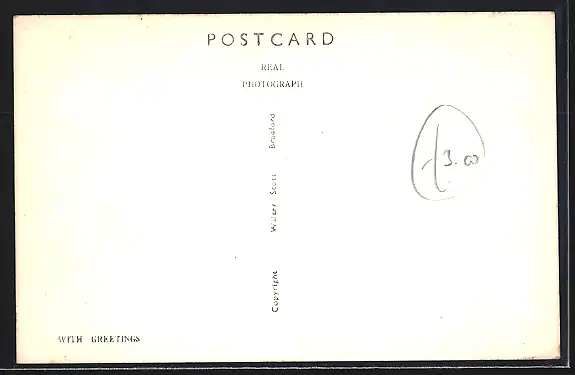 POSTCARD
REAL
PHOTOGRAPH
Copyright Walter Scott Bradford
£3.00
WITH GREETINGS